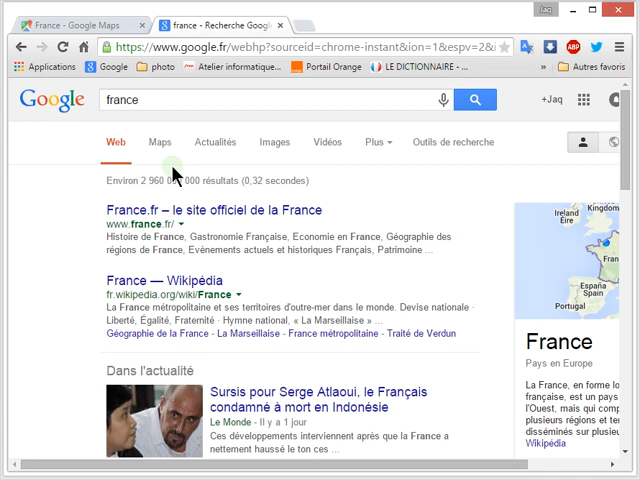 Jaq
France - Google Maps
france - Recherche Googl
https://www.google.fr/webhp?sourceid=chrome-instant&ion=1&espv=2&i
ABP
Applications
Google
photo
Atelier informatique...
Portail Orange
LE DICTIONNAIRE - ...
»
Autres favoris
Google
france
+Jaq
Web
Maps
Actualités
Images
Vidéos
Plus
Outils de recherche
Environ 2 960 000 000 résultats (0,32 secondes)
France.fr – le site officiel de la France
www.france.fr/
Histoire de France, Gastronomie Française, Economie en France, Géographie des
régions de France, Evénements actuels et historiques Français, Patrimoine ...
France — Wikipédia
fr.wikipedia.org/wiki/France
La France métropolitaine et ses territoires d'outre-mer dans le monde. Devise nationale ·
Liberté, Égalité, Fraternité · Hymne national, « La Marseillaise » ...
Géographie de la France - La Marseillaise - France métropolitaine - Traité de Verdun
Dans l'actualité
Sursis pour Serge Atlaoui, le Français
condamné à mort en Indonésie
Le Monde - Il y a 1 jour
Ces développements interviennent après que la France a
nettement haussé le ton ces ...
Ireland
Éire
Kingdom
Fran
España
Spain
Portugal
France
Pays en Europe
La France, en forme lo
française, est un pays
l'Ouest, mais qui comp
plusieurs régions et terr
disséminés sur plusieu
Wikipédia